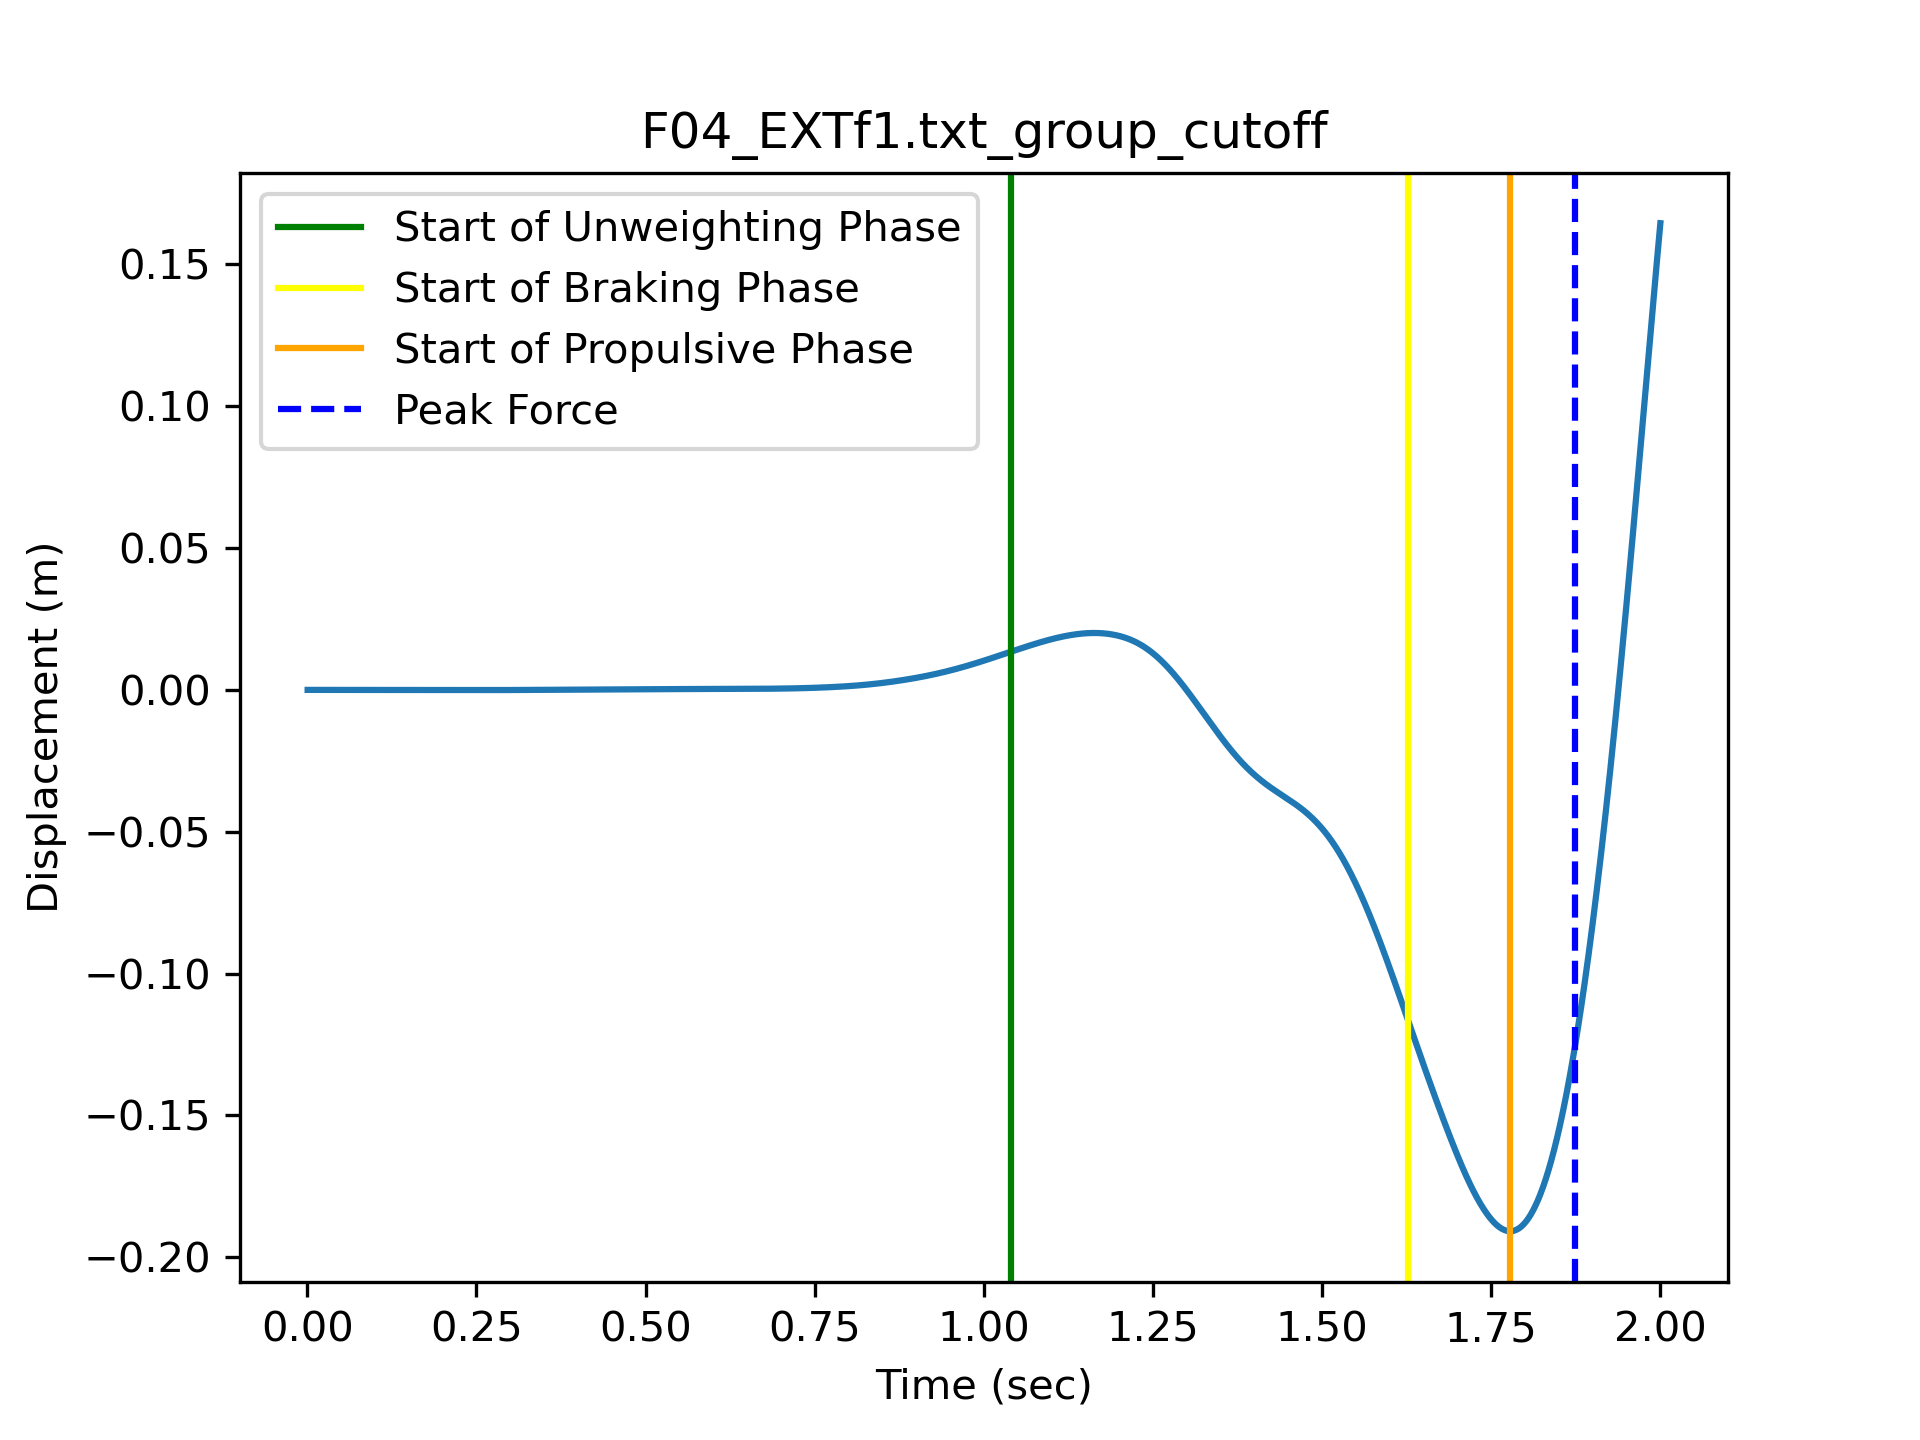 F04_EXTf1.txt_group_cutoff
Start of Unweighting Phase
Start of Braking Phase
Start of Propulsive Phase
Peak Force
0.15
0.10
0.05
0.00
−0.05
−0.10
−0.15
−0.20
Displacement (m)
0.00 0.25 0.50 0.75 1.00 1.25 1.50 1.75 2.00
Time (sec)